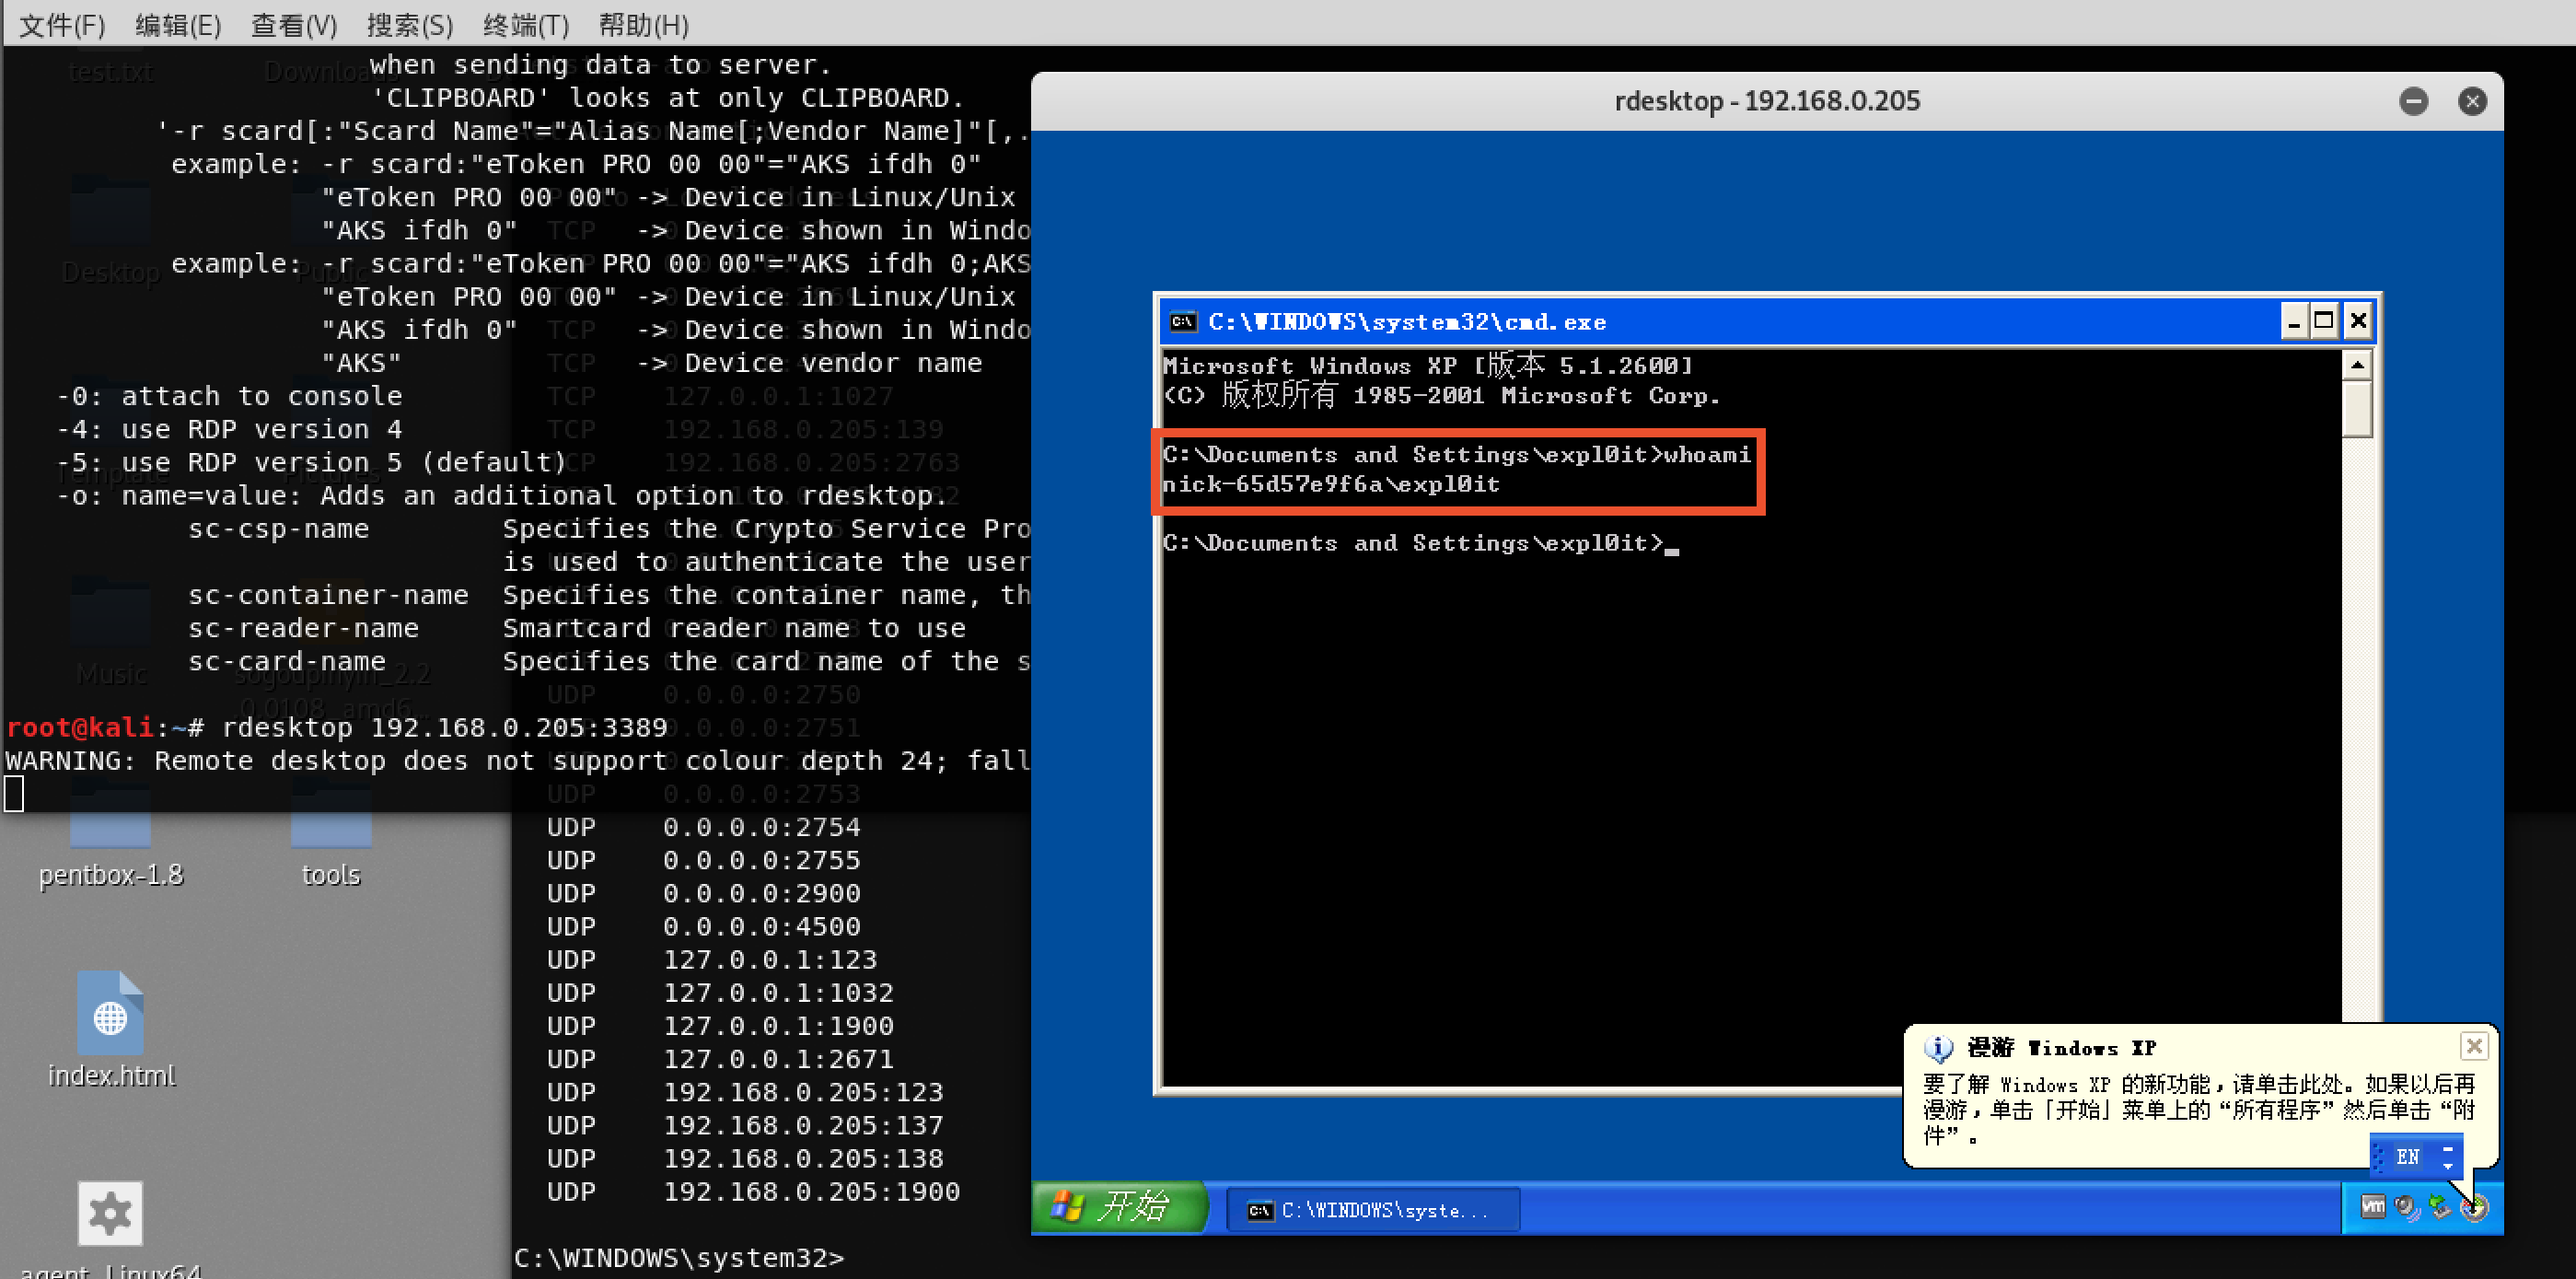 文件(F) 编辑(E) 查看(V) 搜索(S) 终端(T) 帮助(H)
test.txt Downloads
when sending data to server.
'CLIPBOARD' looks at only CLIPBOARD.
'-r scard[:"Scard Name"="Alias Name[;Vendor Name]"[,.
example: -r scard:"eToken PRO 00 00"="AKS ifdh 0"
"eToken PRO 00 00" -> Device in Linux/Unix
"AKS ifdh 0" -> Device shown in Windo
example: -r scard:"eToken PRO 00 00"="AKS ifdh 0;AKS
"eToken PRO 00 00" -> Device in Linux/Unix
"AKS ifdh 0" -> Device shown in Windo
"AKS" -> Device vendor name
-0: attach to console
-4: use RDP version 4
-5: use RDP version 5 (default)
-o: name=value: Adds an additional option to rdesktop.
sc-csp-name Specifies the Crypto Service Pro
is used to authenticate the user
sc-container-name Specifies the container name, th
sc-reader-name Smartcard reader name to use
sc-card-name Specifies the card name of the s
root@kali:~# rdesktop 192.168.0.205:3389
WARNING: Remote desktop does not support colour depth 24; fall
Desktop Public
Music
TCP 127.0.0.1:1027
TCP 192.168.0.205:139
TCP 192.168.0.205:2763
UDP 0.0.0.0:2750
0.0.0.0:2751
UDP 0.0.0.0:2753
UDP 0.0.0.0:2754
UDP 0.0.0.0:2755
UDP 0.0.0.0:2900
UDP 0.0.0.0:4500
UDP 127.0.0.1:123
UDP 127.0.0.1:1032
UDP 127.0.0.1:1900
UDP 127.0.0.1:2671
UDP 192.168.0.205:123
UDP 192.168.0.205:137
UDP 192.168.0.205:138
UDP 192.168.0.205:1900
C:\WINDOWS\system32>
pentbox-1.8 tools
index.html
agent_Linux64
rdesktop - 192.168.0.205
C:\WINDOWS\system32\cmd.exe
Microsoft Windows XP [版本 5.1.2600]
(C) 版权所有 1985-2001 Microsoft Corp.
C:\Documents and Settings\expl0it>whoami
nick-65d57e9f6a\expl0it
C:\Documents and Settings\expl0it>
漫游 Windows XP
要了解 Windows XP 的新功能，请单击此处。如果以后再
漫游，单击「开始」菜单上的“所有程序”然后单击“附
件”。
EN
开始 C:\WINDOWS\syste... vm